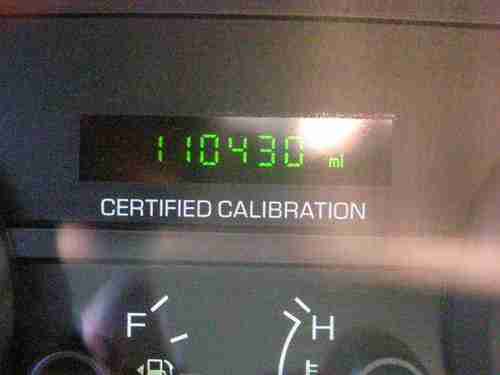 110430 mi
CERTIFIED CALIBRATION
F H